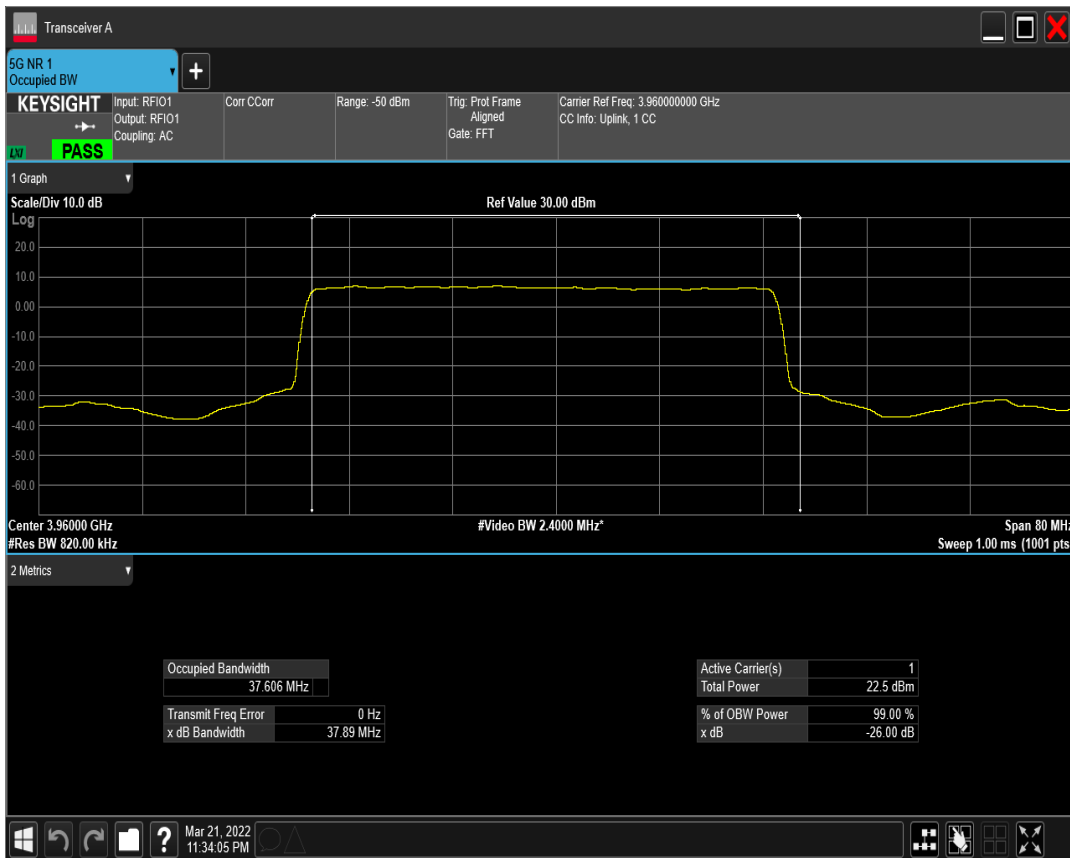 Transceiver A
5G NR 1
Occupied BW
+
KEYSIGHT
LXI
PASS
Input: RFIO1
Output: RFIO1
Coupling: AC
Corr CCorr
Range: -50 dBm
Trig: Prot Frame
Aligned
Gate: FFT
Carrier Ref Freq: 3.960000000 GHz
CC Info: Uplink, 1 CC
1 Graph
Scale/Div 10.0 dB
Ref Value 30.00 dBm
Log
20.0
10.0
0.00
-10.0
-20.0
-30.0
-40.0
-50.0
-60.0
Center 3.96000 GHz
#Video BW 2.4000 MHz*
Span 80 MHz
#Res BW 820.00 kHz
Sweep 1.00 ms (1001 pts
2 Metrics
Occupied Bandwidth
37.606 MHz
Transmit Freq Error 0 Hz
x dB Bandwidth 37.89 MHz
Active Carrier(s) 1
Total Power 22.5 dBm
% of OBW Power 99.00 %
x dB -26.00 dB
?
Mar 21, 2022
11:34:05 PM